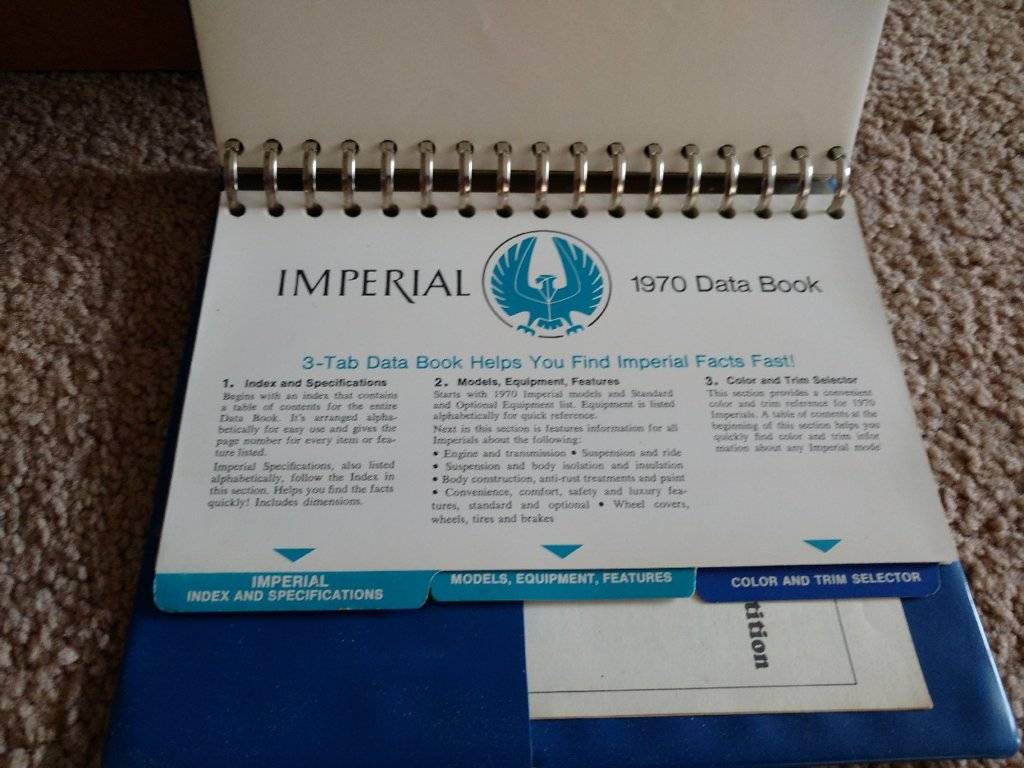 IMPERIAL
1970 Data Book
3-Tab Data Book Helps You Find Imperial Facts Fast!
1. Index and Specifications
Begins with an index that contains
a table of contents for the entire
Data Book. It's arranged alpha-
betically for easy use and gives the
page number for every item or fea-
ture listed.
Imperial Specifications, also listed
alphabetically, follow the Index in
this section. Helps you find the facts
quickly! Includes dimensions.
2. Models, Equipment, Features
Starts with 1970 Imperial models and Standard
and Optional Equipment list. Equipment is listed
alphabetically for quick reference.
Next in this section is features information for all
Imperials about the following:
• Engine and transmission • Suspension and ride
• Suspension and body isolation and insulation
• Body construction, anti-rust treatments and paint
• Convenience, comfort, safety and luxury fea-
tures, standard and optional • Wheel covers,
wheels, tires and brakes
3. Color and Trim Selector
This section provides a convenient
color and trim reference for 1970
Imperials. A table of contents at the
beginning of this section helps you
quickly find color and trim infor
mation about any Imperial mode
IMPERIAL
INDEX AND SPECIFICATIONS
MODELS, EQUIPMENT, FEATURES
COLOR AND TRIM SELECTOR
tition